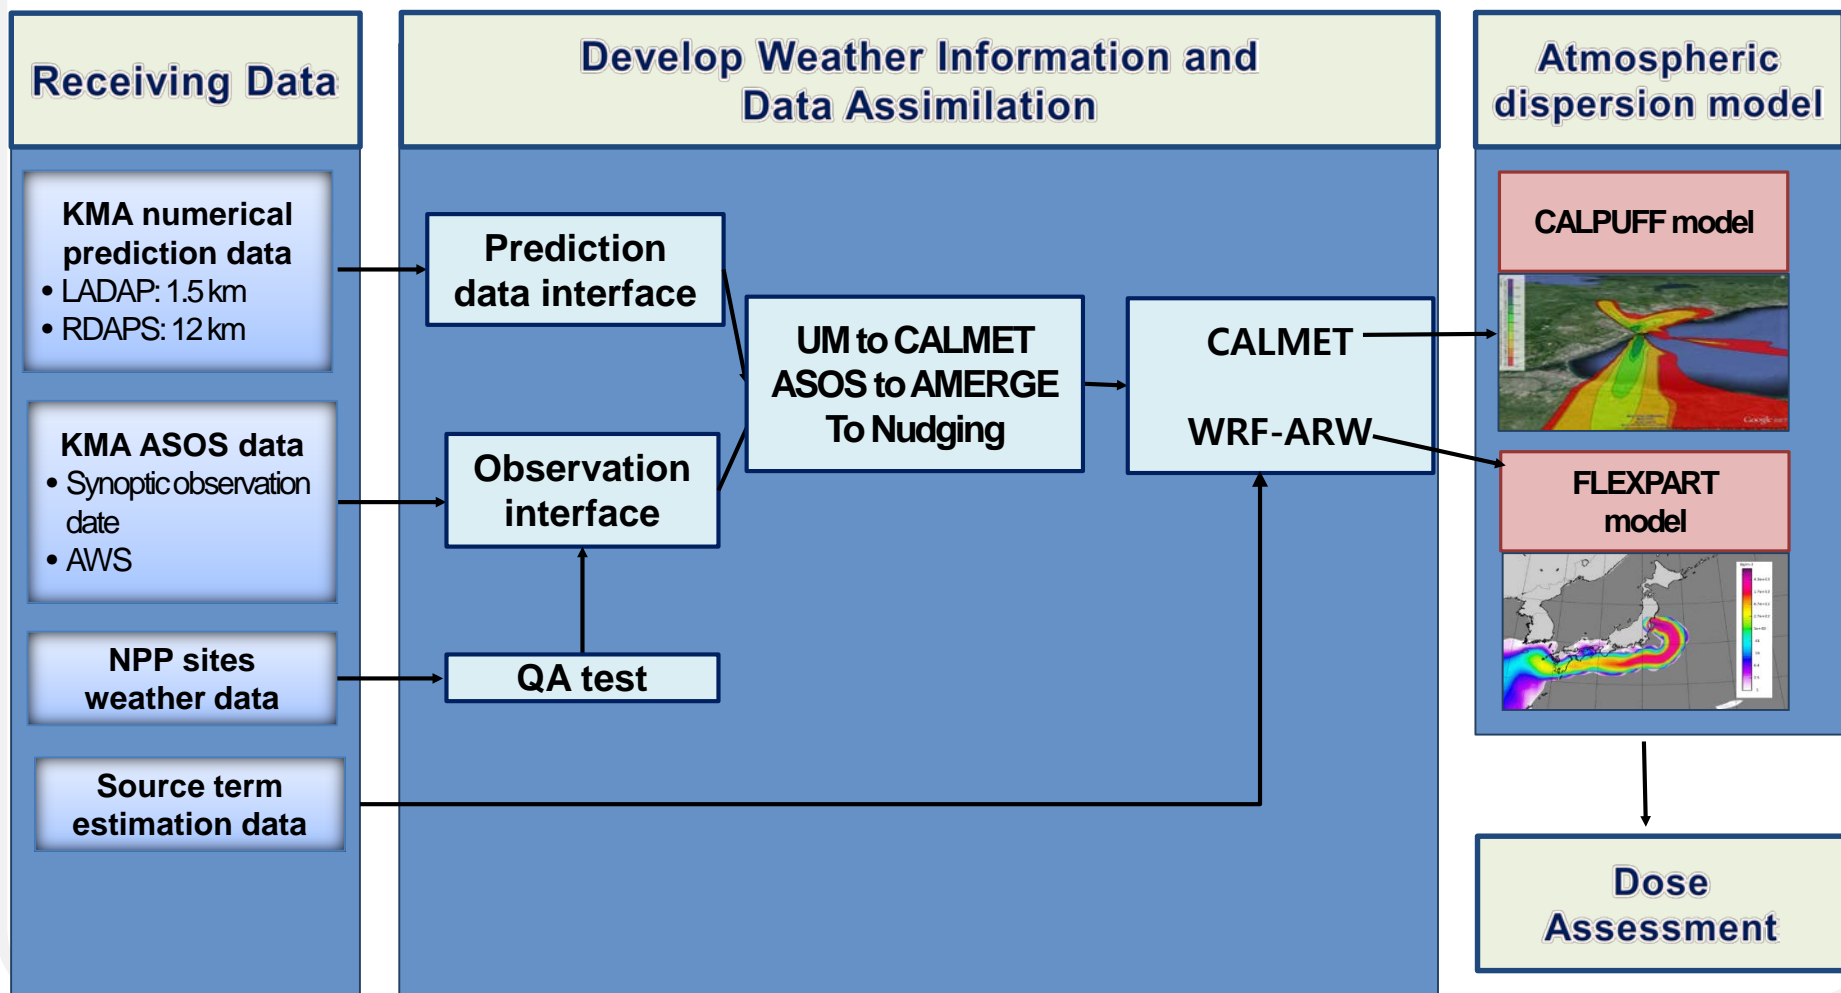 Receiving Data
Develop Weather Information and
Data Assimilation
Atmospheric
dispersion model
KMA numerical
prediction data
• LADAP: 1.5 km
• RDAPS: 12 km
KMA ASOS data
• Synoptic observation
date
• AWS
NPP sites
weather data
Source term
estimation data
Prediction
data interface
Observation
interface
QA test
UM to CALMET
ASOS to AMERGE
To Nudging
CALMET
WRF-ARW
CALPUFF model
Google
FLEXPART
model
Dose
Assessment